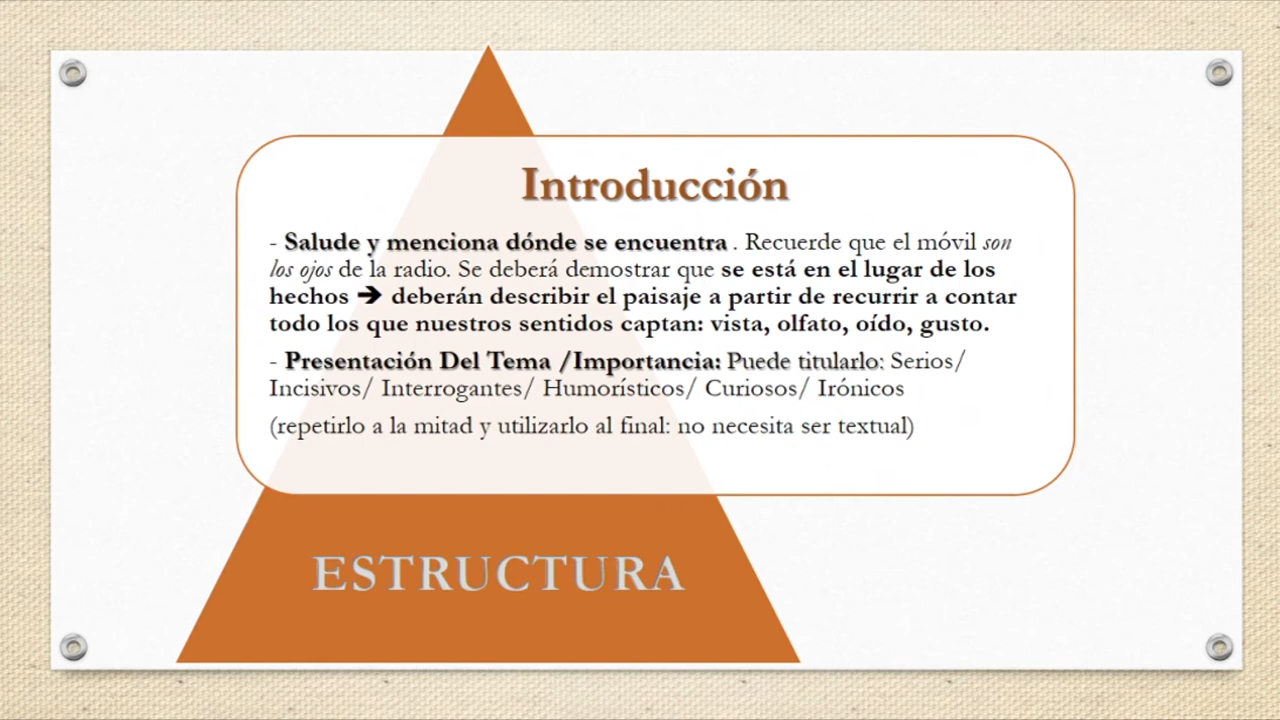 Introducción
- Salude y menciona dónde se encuentra . Recuerde que el móvil son
los ojos de la radio. Se deberá demostrar que se está en el lugar de los
hechos ➔ deberán describir el paisaje a partir de recurrir a contar
todo los que nuestros sentidos captan: vista, olfato, oído, gusto.
- Presentación Del Tema /Importancia: Puede titularlo: Serios/
Incisivos/ Interrogantes/ Humorísticos/ Curiosos/ Irónicos
(repetirlo a la mitad y utilizarlo al final: no necesita ser textual)
ESTRUCTURA